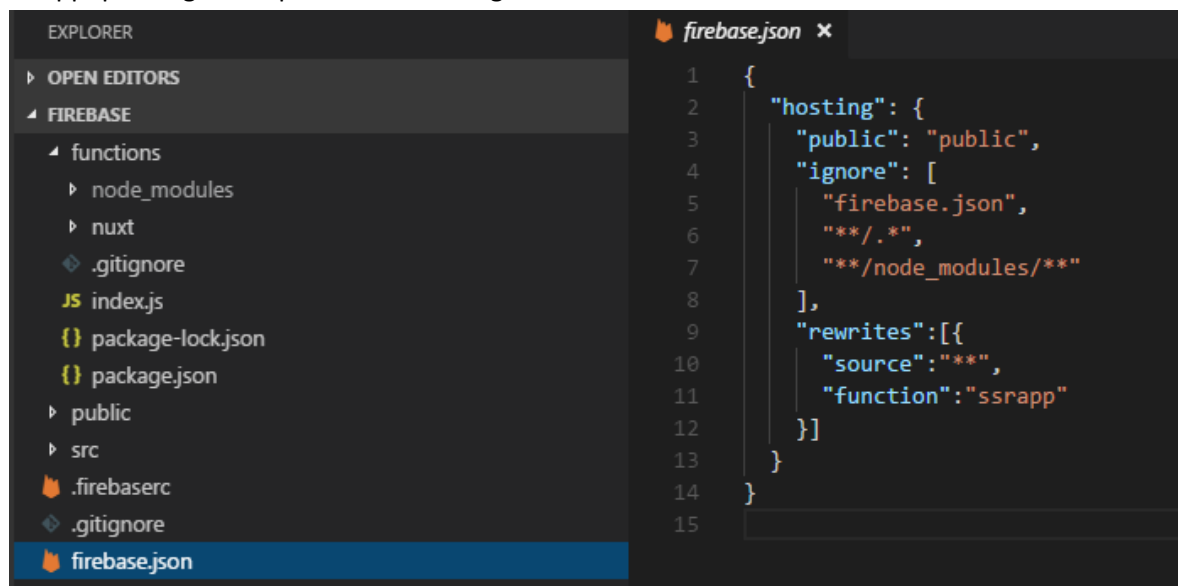 EXPLORER
OPEN EDITORS
FIREBASE
functions
node_modules
nuxt
.gitignore
JS index.js
{} package-lock.json
{} package.json
public
src
.firebaserc
.gitignore
firebase.json
firebase.json ×
1 {
2 "hosting": {
3 "public": "public",
4 "ignore": [
5 "firebase.json",
6 "**/.*",
7 "**/node_modules/**"
8 ],
9 "rewrites":[{
10 "source":"**",
11 "function":"ssrapp"
12 }]
13 }
14 }
15